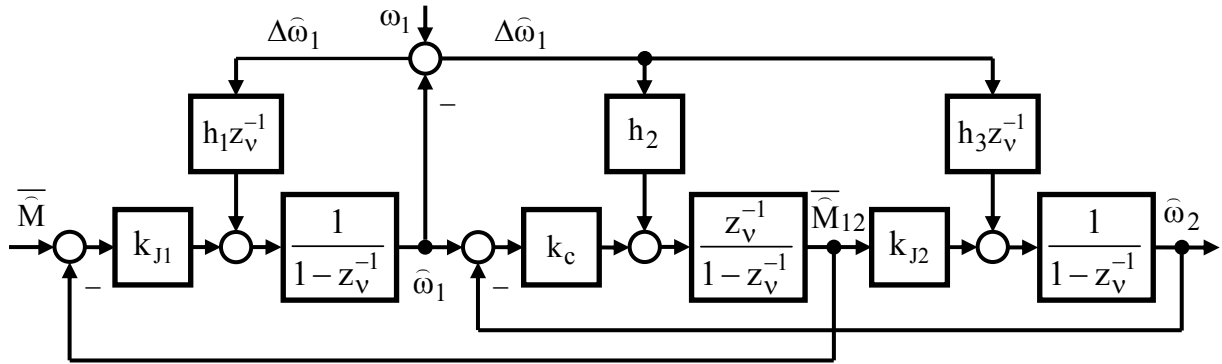 ω₁
Δω̂₁
Δω̂₁
−
h₁z_ν⁻¹
h₂
h₃z_ν⁻¹
M̂̅
k_J1
1
1 − z_ν⁻¹
ω̂₁
k_c
z_ν⁻¹
1 − z_ν⁻¹
M̂̅₁₂
k_J2
1
1 − z_ν⁻¹
ω̂₂
−
−